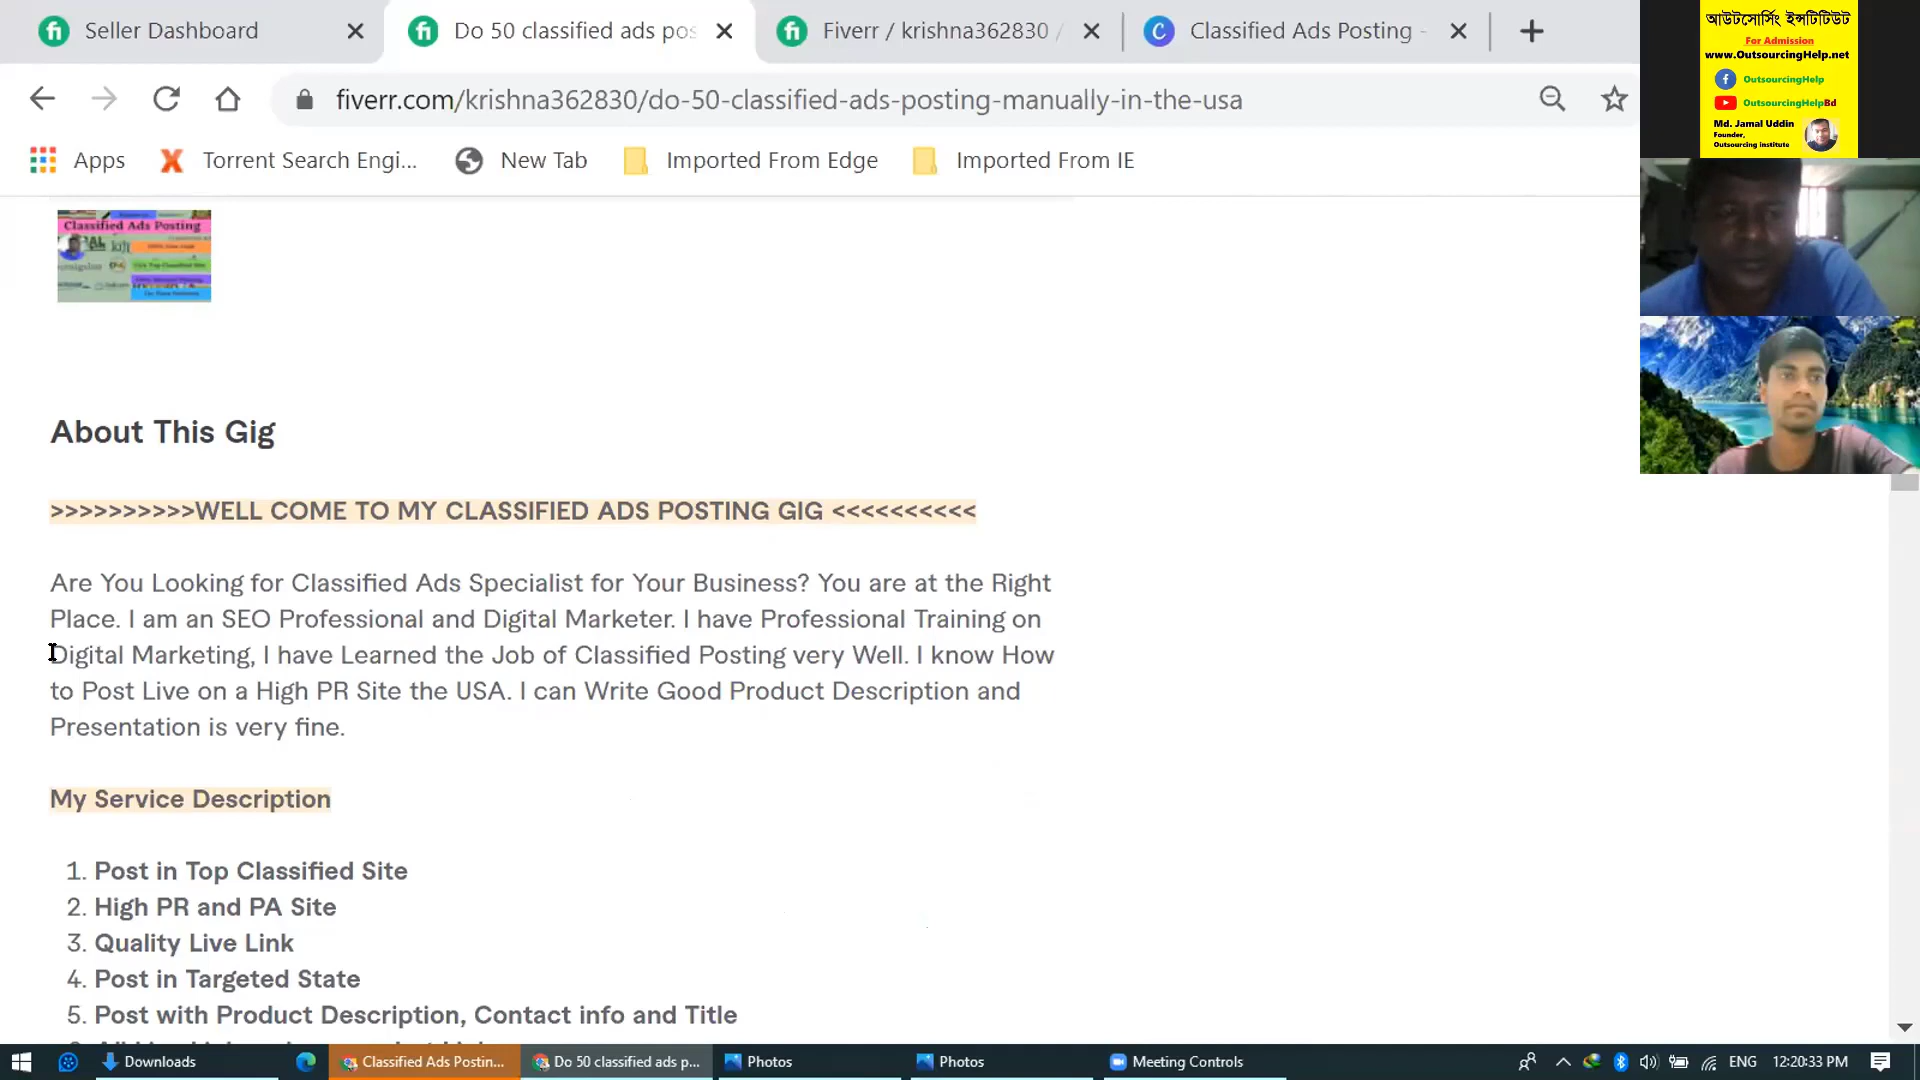 Seller Dashboard
Do 50 classified ads pos
Fiverr / krishna362830 /
Classified Ads Posting -
fiverr.com/krishna362830/do-50-classified-ads-posting-manually-in-the-usa
Apps
Torrent Search Engi...
New Tab
Imported From Edge
Imported From IE
আউটসোর্সিং ইন্সটিটিউট
For Admission
www.OutsourcingHelp.net
OutsourcingHelp
OutsourcingHelpBd
Md. Jamal Uddin
Founder,
Outsourcing institute
Classified Ads Posting
About This Gig
>>>>>>>>>>WELL COME TO MY CLASSIFIED ADS POSTING GIG <<<<<<<<<<
Are You Looking for Classified Ads Specialist for Your Business? You are at the Right
Place. I am an SEO Professional and Digital Marketer. I have Professional Training on
Digital Marketing, I have Learned the Job of Classified Posting very Well. I know How
to Post Live on a High PR Site the USA. I can Write Good Product Description and
Presentation is very fine.
My Service Description
1. Post in Top Classified Site
2. High PR and PA Site
3. Quality Live Link
4. Post in Targeted State
5. Post with Product Description, Contact info and Title
Downloads
Classified Ads Postin...
Do 50 classified ads p...
Photos
Photos
Meeting Controls
ENG
12:20:33 PM